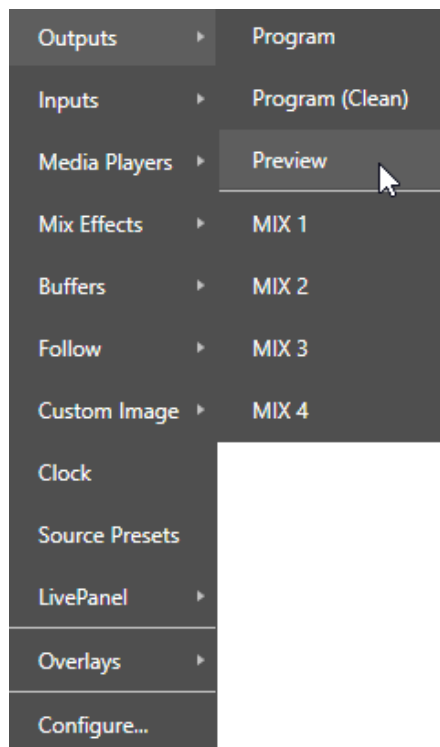 Outputs
Inputs
Media Players
Mix Effects
Buffers
Follow
Custom Image
Clock
Source Presets
LivePanel
Overlays
Configure...
Program
Program (Clean)
Preview
MIX 1
MIX 2
MIX 3
MIX 4